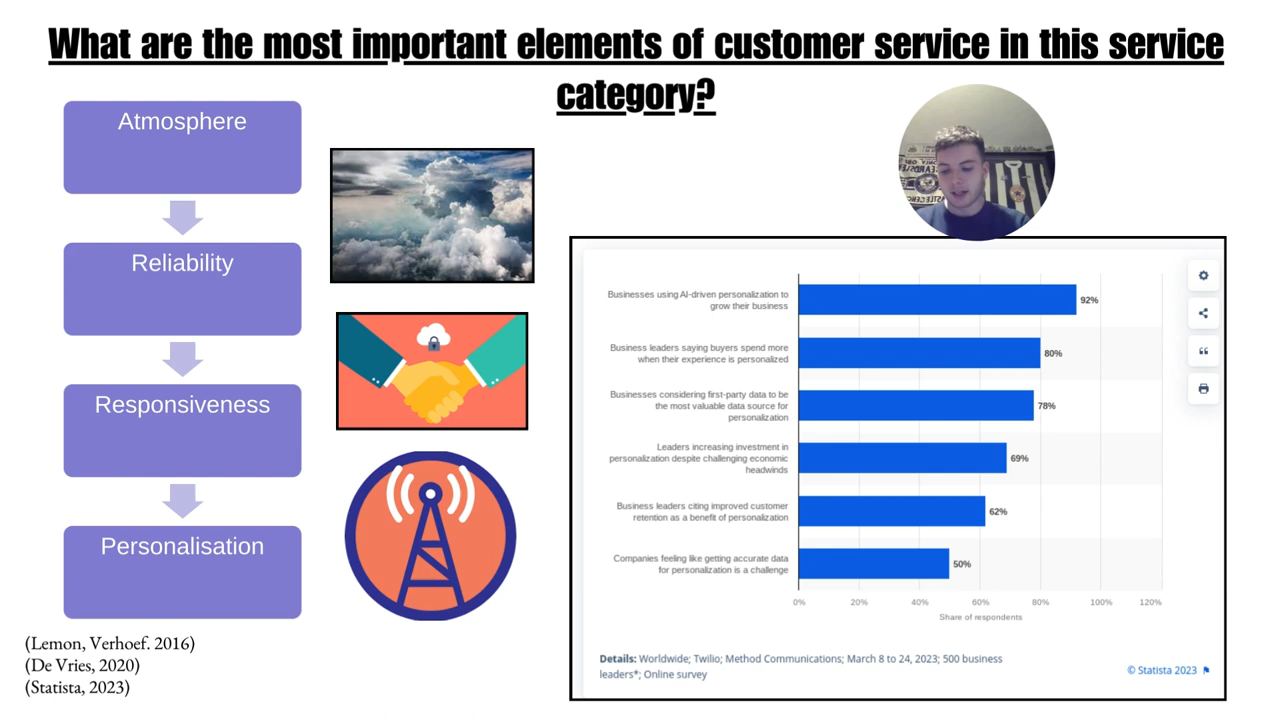 What are the most important elements of customer service in this service
category?
Atmosphere
Reliability
Responsiveness
Personalisation
(Lemon, Verhoef. 2016)
(De Vries, 2020)
(Statista, 2023)
Businesses using AI-driven personalization to
grow their business
92%
Business leaders saying buyers spend more
when their experience is personalized
80%
Businesses considering first-party data to be
the most valuable data source for
personalization
78%
Leaders increasing investment in
personalization despite challenging economic
headwinds
69%
Business leaders citing improved customer
retention as a benefit of personalization
62%
Companies feeling like getting accurate data
for personalization is a challenge
50%
0% 20% 40% 60% 80% 100% 120%
Share of respondents
Details: Worldwide; Twilio; Method Communications; March 8 to 24, 2023; 500 business
leaders*; Online survey
© Statista 2023